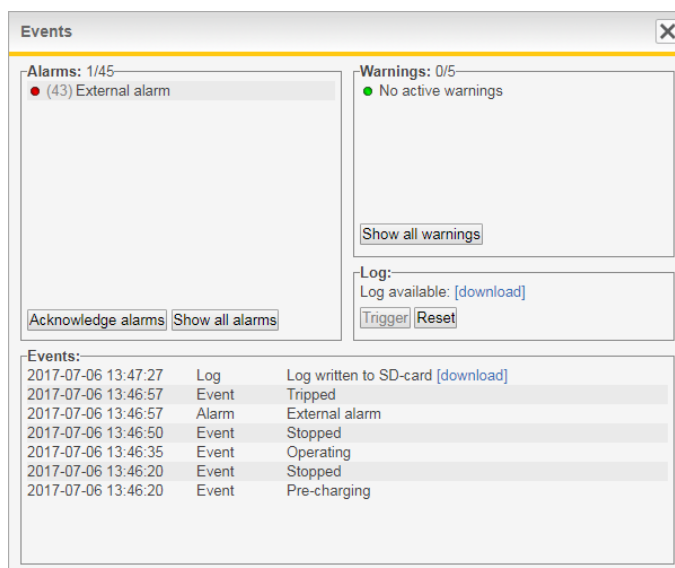 Events
Alarms: 1/45
(43) External alarm
Acknowledge alarms Show all alarms
Warnings: 0/5
No active warnings
Show all warnings
Log:
Log available: [download]
Trigger Reset
Events:
2017-07-06 13:47:27 Log Log written to SD-card [download]
2017-07-06 13:46:57 Event Tripped
2017-07-06 13:46:57 Alarm External alarm
2017-07-06 13:46:50 Event Stopped
2017-07-06 13:46:35 Event Operating
2017-07-06 13:46:20 Event Stopped
2017-07-06 13:46:20 Event Pre-charging